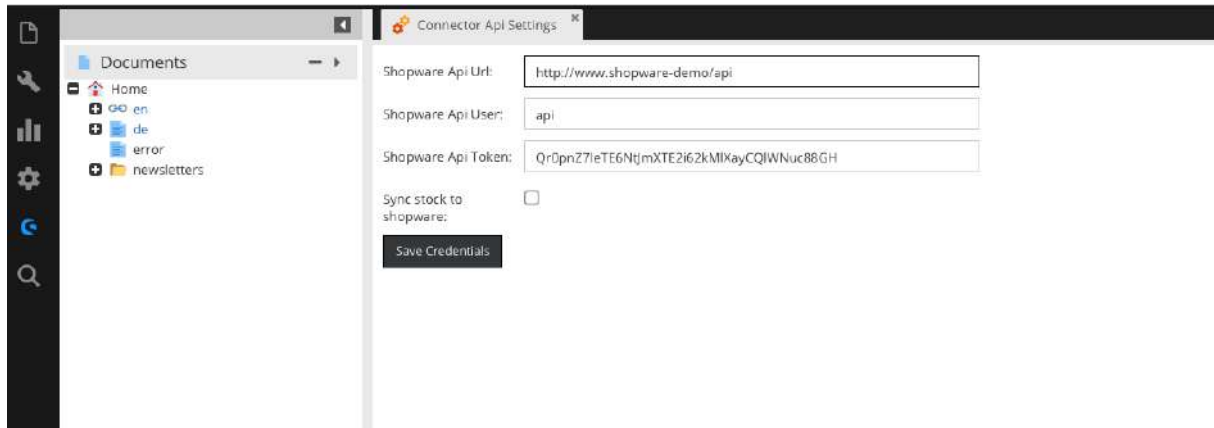 Connector Api Settings
Documents
Home
en
de
error
newsletters
Shopware Api Url:
http://www.shopware-demo/api
Shopware Api User:
api
Shopware Api Token:
Sync stock to
shopware:
Save Credentials